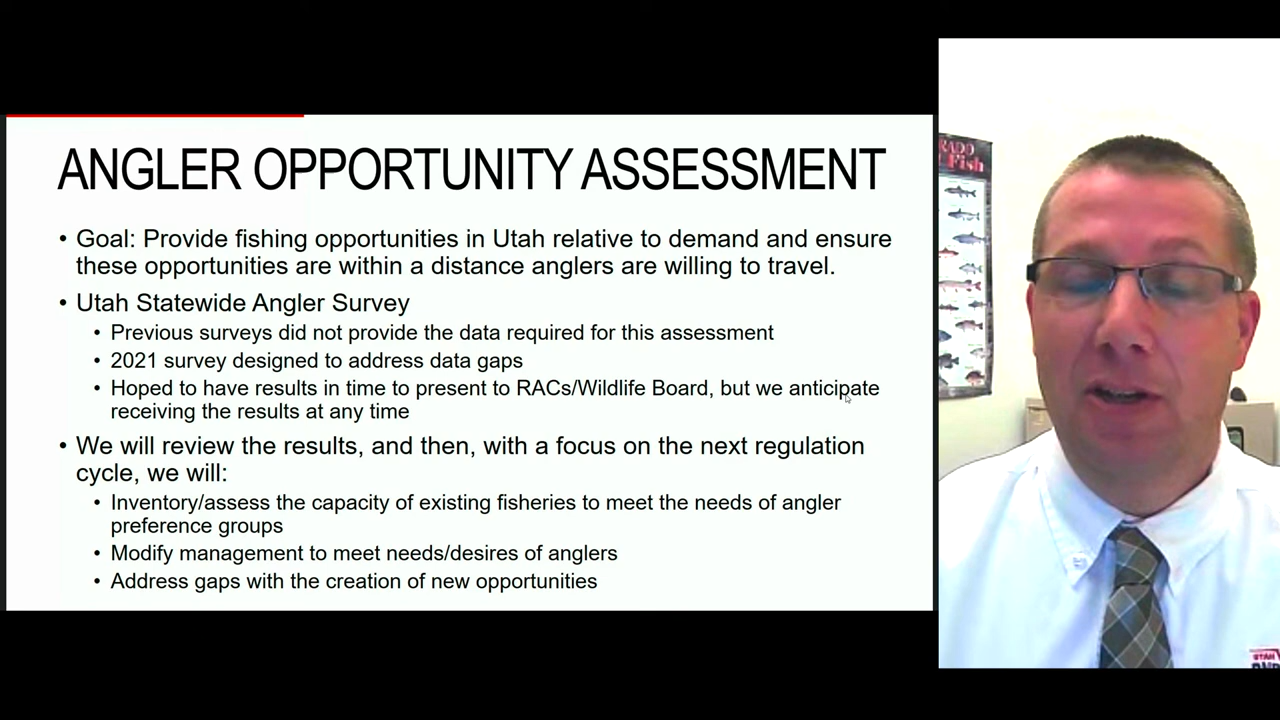 ANGLER OPPORTUNITY ASSESSMENT
• Goal: Provide fishing opportunities in Utah relative to demand and ensure
these opportunities are within a distance anglers are willing to travel.
• Utah Statewide Angler Survey
• Previous surveys did not provide the data required for this assessment
• 2021 survey designed to address data gaps
• Hoped to have results in time to present to RACs/Wildlife Board, but we anticipate
receiving the results at any time
• We will review the results, and then, with a focus on the next regulation
cycle, we will:
• Inventory/assess the capacity of existing fisheries to meet the needs of angler
preference groups
• Modify management to meet needs/desires of anglers
• Address gaps with the creation of new opportunities
RADO
Fish
UTAH